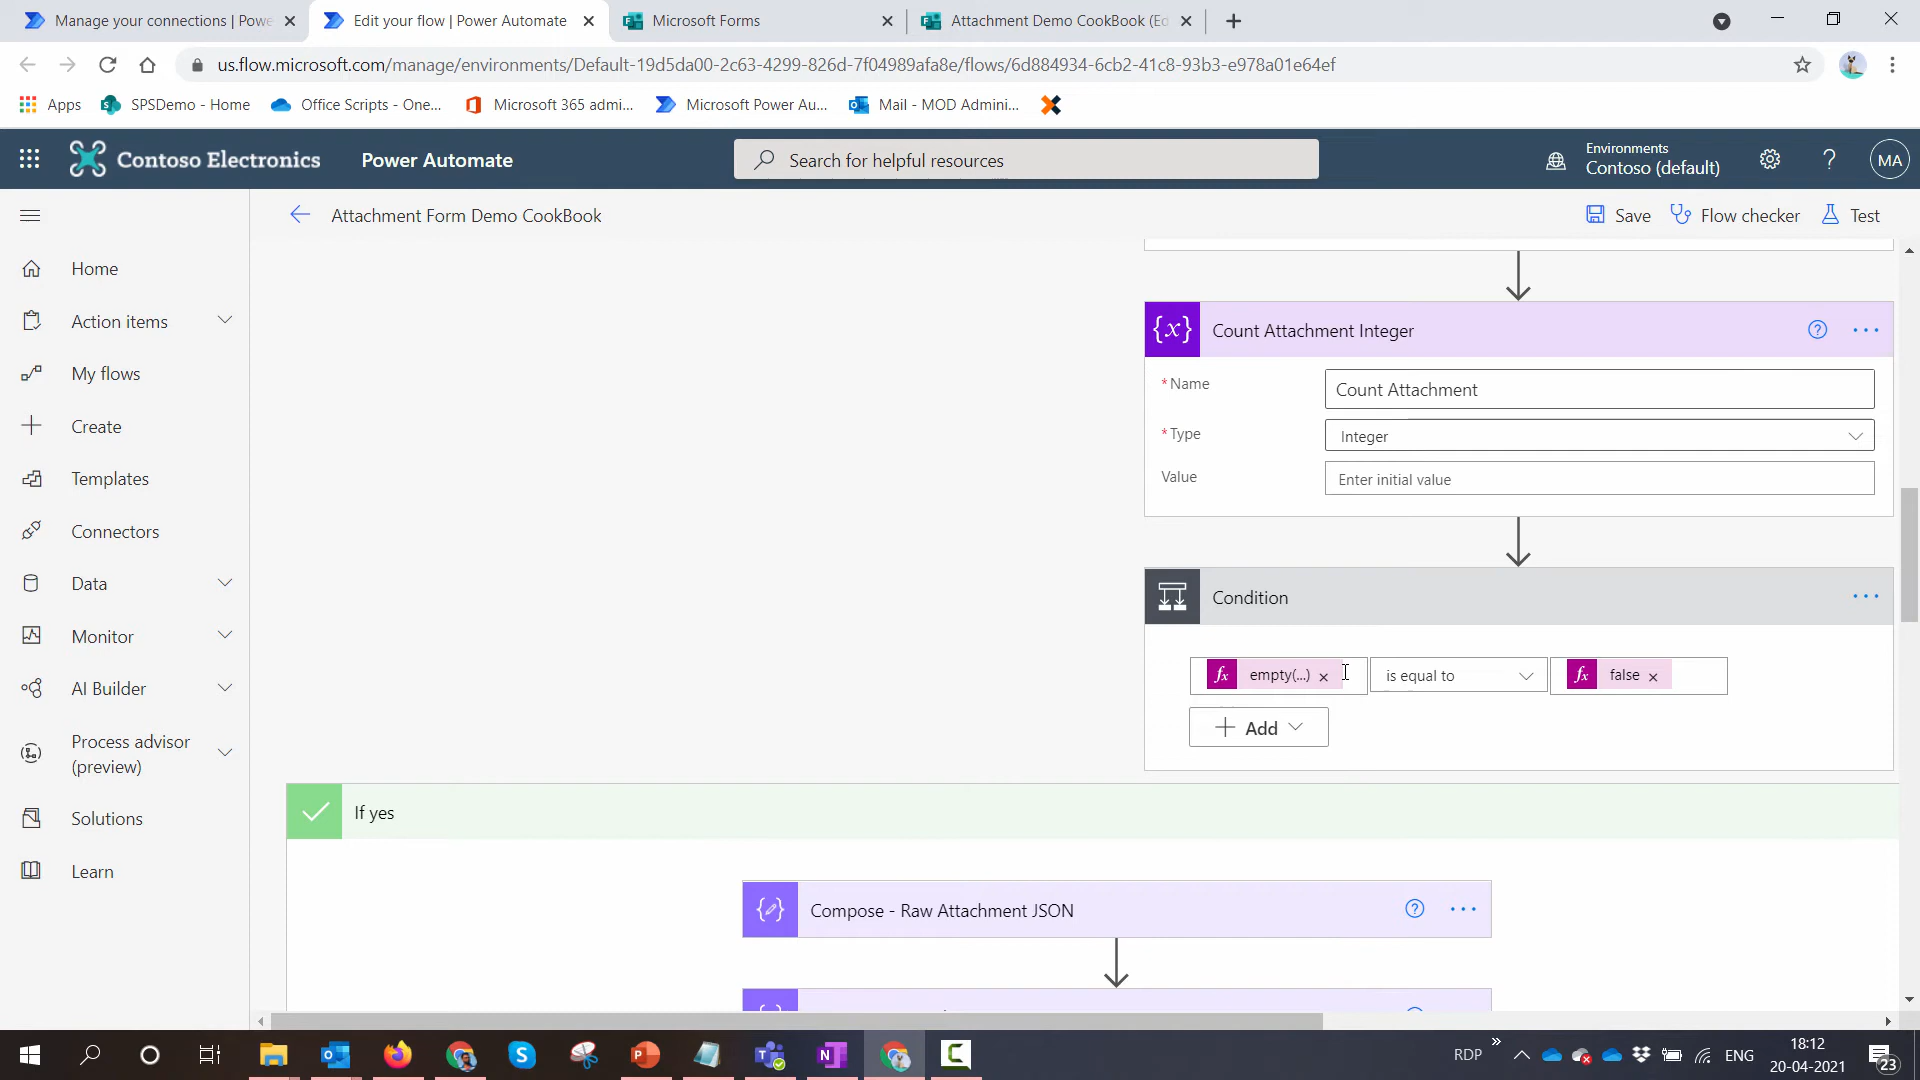 Manage your connections | Powe
Edit your flow | Power Automate
Microsoft Forms
Attachment Demo CookBook (Ed
us.flow.microsoft.com/manage/environments/Default-19d5da00-2c63-4299-826d-7f04989afa8e/flows/6d884934-6cb2-41c8-93b3-e978a01e64ef
Apps
SPSDemo - Home
Office Scripts - One...
Microsoft 365 admi...
Microsoft Power Au...
Mail - MOD Admini...
Contoso Electronics
Power Automate
Search for helpful resources
Environments
Contoso (default)
?
MA
Attachment Form Demo CookBook
Save
Flow checker
Test
Home
Action items
My flows
Create
Templates
Connectors
Data
Monitor
AI Builder
Process advisor
(preview)
Solutions
Learn
{x} Count Attachment Integer
*Name
Count Attachment
*Type
Integer
Value
Enter initial value
Condition
fx empty(...) ×
is equal to
fx false ×
+ Add
If yes
Compose - Raw Attachment JSON
RDP
ENG
18:12
20-04-2021
23